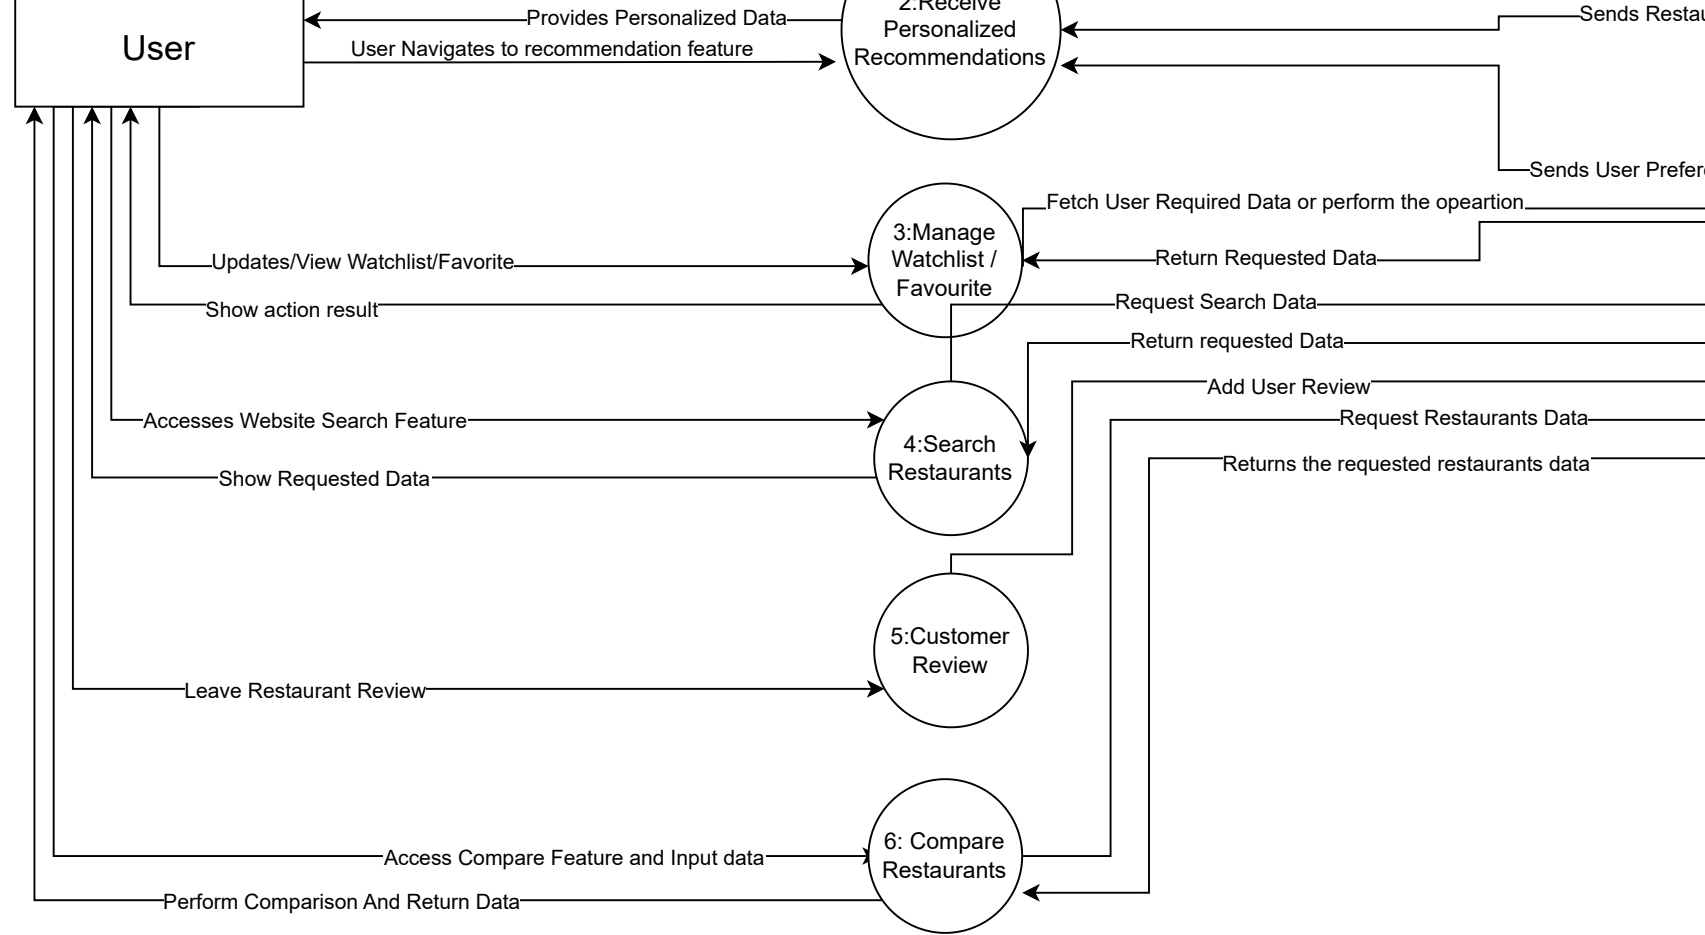 2:Receive
Personalized
Recommendations
Provides Personalized Data
User
User Navigates to recommendation feature
Sends
Sends User
Fetch User Required Data or perform the opeartion
3:Manage
Watchlist /
Favourite
Return Requested Data
Updates/View Watchlist/Favorite
Show action result
Request Search Data
Return requested Data
Add User Review
Accesses Website Search Feature
Request Restaurants Data
4:Search
Restaurants
Returns the requested restaurants data
Show Requested Data
5:Customer
Review
Leave Restaurant Review
6: Compare
Restaurants
Access Compare Feature and Input data
Perform Comparison And Return Data